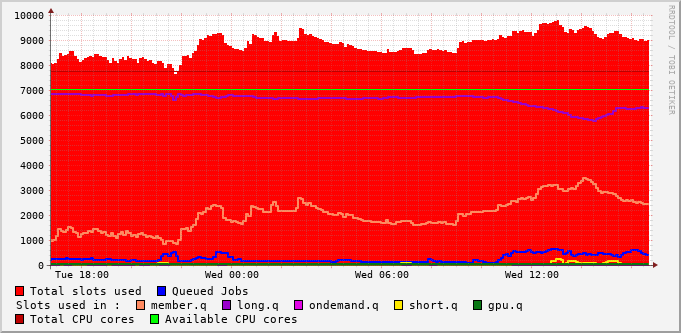 10000
9000
8000
7000
6000
5000
4000
3000
2000
1000
0
Tue 18:00 Wed 00:00 Wed 06:00 Wed 12:00
Total slots used Queued Jobs
Slots used in : member.q long.q ondemand.q short.q gpu.q
Total CPU cores Available CPU cores
RRDTOOL / TOBI OETIKER